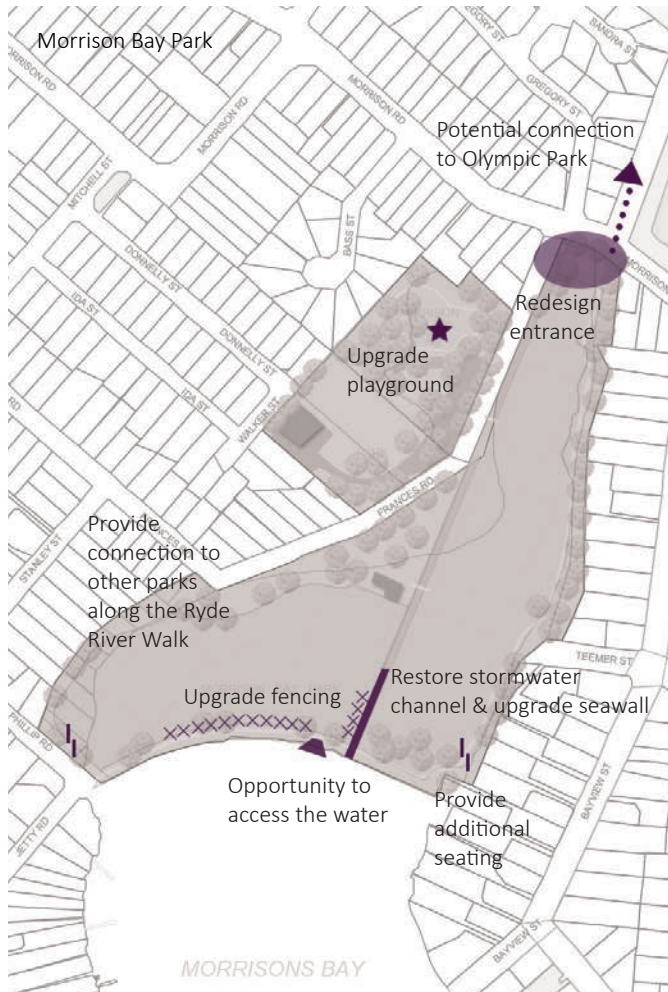 Morrison Bay Park
GREGORY ST
SANDRA ST
GREGORY ST
MORRISON RD
MORRISON RD
MORRISON RD
Potential connection
to Olympic Park
MITCHELL ST
BASS ST
DONNELLY ST
MORRISON
Redesign
entrance
IDA ST
Upgrade
playground
DONNELLY ST
IDA ST
WALKER ST
RD
FRANCES RD
Provide
connection to
other parks
along the Ryde
River Walk
STANLEY ST
TEEMER ST
Restore stormwater
channel & upgrade seawall
Upgrade fencing
PHILLIP RD
Opportunity to
access the water
Provide
additional
seating
BAYVIEW ST
JETTY RD
BAYVIEW ST
MORRISONS BAY